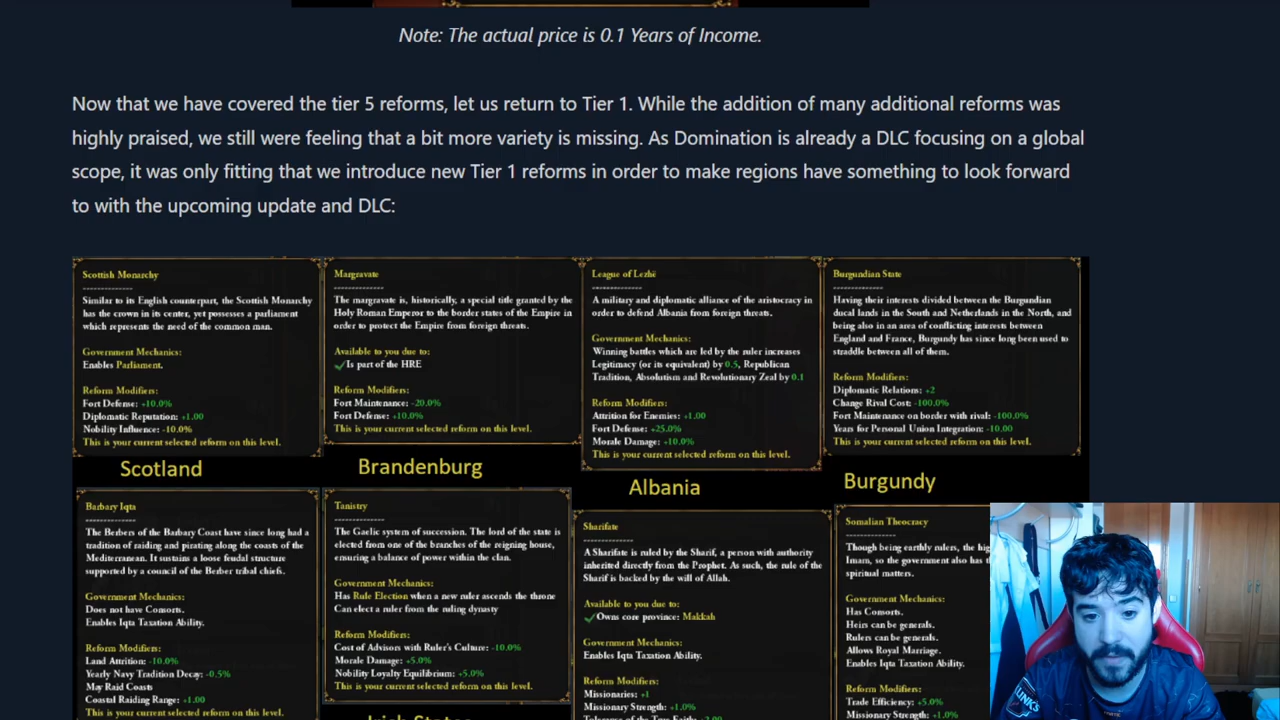 Note: The actual price is 0.1 Years of Income.
Now that we have covered the tier 5 reforms, let us return to Tier 1. While the addition of many additional reforms was
highly praised, we still were feeling that a bit more variety is missing. As Domination is already a DLC focusing on a global
scope, it was only fitting that we introduce new Tier 1 reforms in order to make regions have something to look forward
to with the upcoming update and DLC:
Scottish Monarchy
--------------
Similar to its English counterpart, the Scottish Monarchy
has the crown in its center, yet possesses a parliament
which represents the need of the common man.
Government Mechanics:
Enables Parliament.
Reform Modifiers:
Fort Defense: +10.0%
Diplomatic Reputation: +1.00
Nobility Influence: -10.0%
This is your current selected reform on this level.
Scotland
Margravate
--------------
The margravate is, historically, a special title granted by the
Holy Roman Emperor to the border states of the Empire in
order to protect the Empire from foreign threats.
Available to you due to:
✓Is part of the HRE
Reform Modifiers:
Fort Maintenance: -20.0%
Fort Defense: +10.0%
This is your current selected reform on this level.
Brandenburg
League of Lezhë
--------------
A military and diplomatic alliance of the aristocracy in
order to defend Albania from foreign threats.
Government Mechanics:
Winning battles which are led by the ruler increases
Legitimacy (or its equivalent) by 0.5, Republican
Tradition, Absolutism and Revolutionary Zeal by 0.1
Reform Modifiers:
Attrition for Enemies: +1.00
Fort Defense: +25.0%
Morale Damage: +10.0%
This is your current selected reform on this level.
Albania
Burgundian State
--------------
Having their interests divided between the Burgundian
ducal lands in the South and Netherlands in the North, and
being also in an area of conflicting interests between
England and France, Burgundy has since long been used to
straddle between all of them.
Reform Modifiers:
Diplomatic Relations: +2
Change Rival Cost: -100.0%
Fort Maintenance on border with rival: -100.0%
Years for Personal Union Integration: -10.00
This is your current selected reform on this level.
Burgundy
Barbary Iqta
--------------
The Berbers of the Barbary Coast have since long had a
tradition of raiding and pirating along the coasts of the
Mediterranean. It sustains a loose feudal structure
supported by a council of the Berber tribal chiefs.
Government Mechanics:
Does not have Consorts.
Enables Iqta Taxation Ability.
Reform Modifiers:
Land Attrition: -10.0%
Yearly Navy Tradition Decay: -0.5%
May Raid Coasts
Coastal Raiding Range: +1.00
This is your current selected reform on this level.
Tanistry
--------------
The Gaelic system of succession. The lord of the state is
elected from one of the branches of the reigning house,
ensuring a balance of power within the clan.
Government Mechanics:
Has Rule Election when a new ruler ascends the throne
Can elect a ruler from the ruling dynasty
Reform Modifiers:
Cost of Advisors with Ruler's Culture: -10.0%
Morale Damage: +5.0%
Nobility Loyalty Equilibrium: +5.0%
This is your current selected reform on this level.
Irish States
Sharifate
--------------
A Sharifate is ruled by the Sharif, a person with authority
inherited directly from the Prophet. As such, the rule of the
Sharif is backed by the will of Allah.
Available to you due to:
✓Owns core province: Makkah
Government Mechanics:
Enables Iqta Taxation Ability.
Reform Modifiers:
Missionaries: +1
Missionary Strength: +1.0%
Tolerance of the True Faith: +2.00
Somalian Theocracy
--------------
Though being earthly rulers, the hig
Imam, so the government also has t
spiritual matters.
Government Mechanics:
Has Consorts.
Heirs can be generals.
Rulers can be generals.
Allows Royal Marriage.
Enables Iqta Taxation Ability.
Reform Modifiers:
Trade Efficiency: +5.0%
Missionary Strength: +1.0%